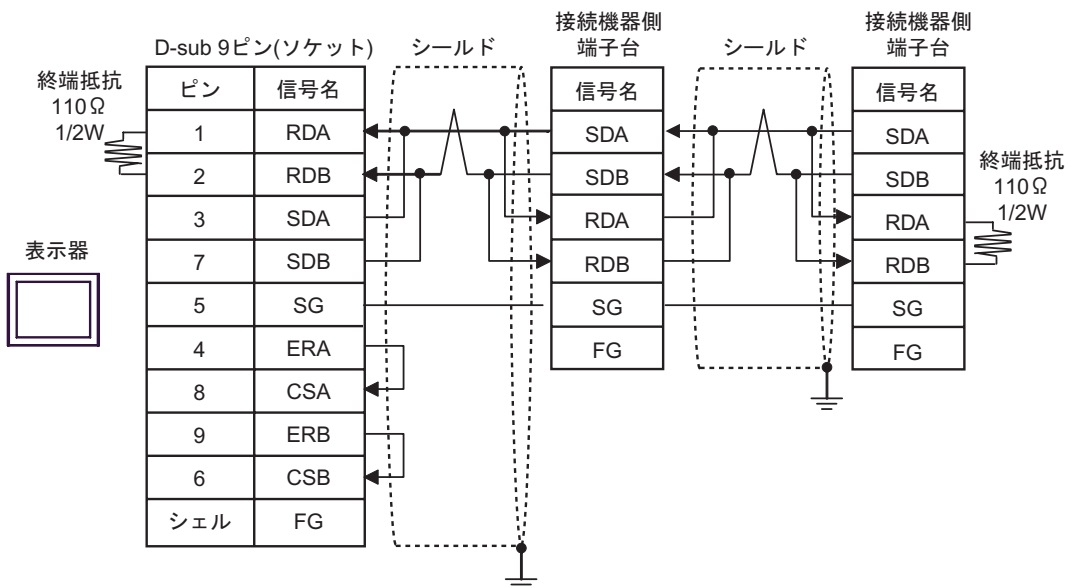 接続機器側
端子台
接続機器側
端子台
D-sub 9ピン(ソケット)
シールド
シールド
終端抵抗
110Ω
1/2W
ピン 信号名
1 RDA
2 RDB
3 SDA
7 SDB
5 SG
4 ERA
8 CSA
9 ERB
6 CSB
シェル FG
表示器
信号名
SDA
SDB
RDA
RDB
SG
FG
信号名
SDA
SDB
RDA
RDB
SG
FG
終端抵抗
110Ω
1/2W